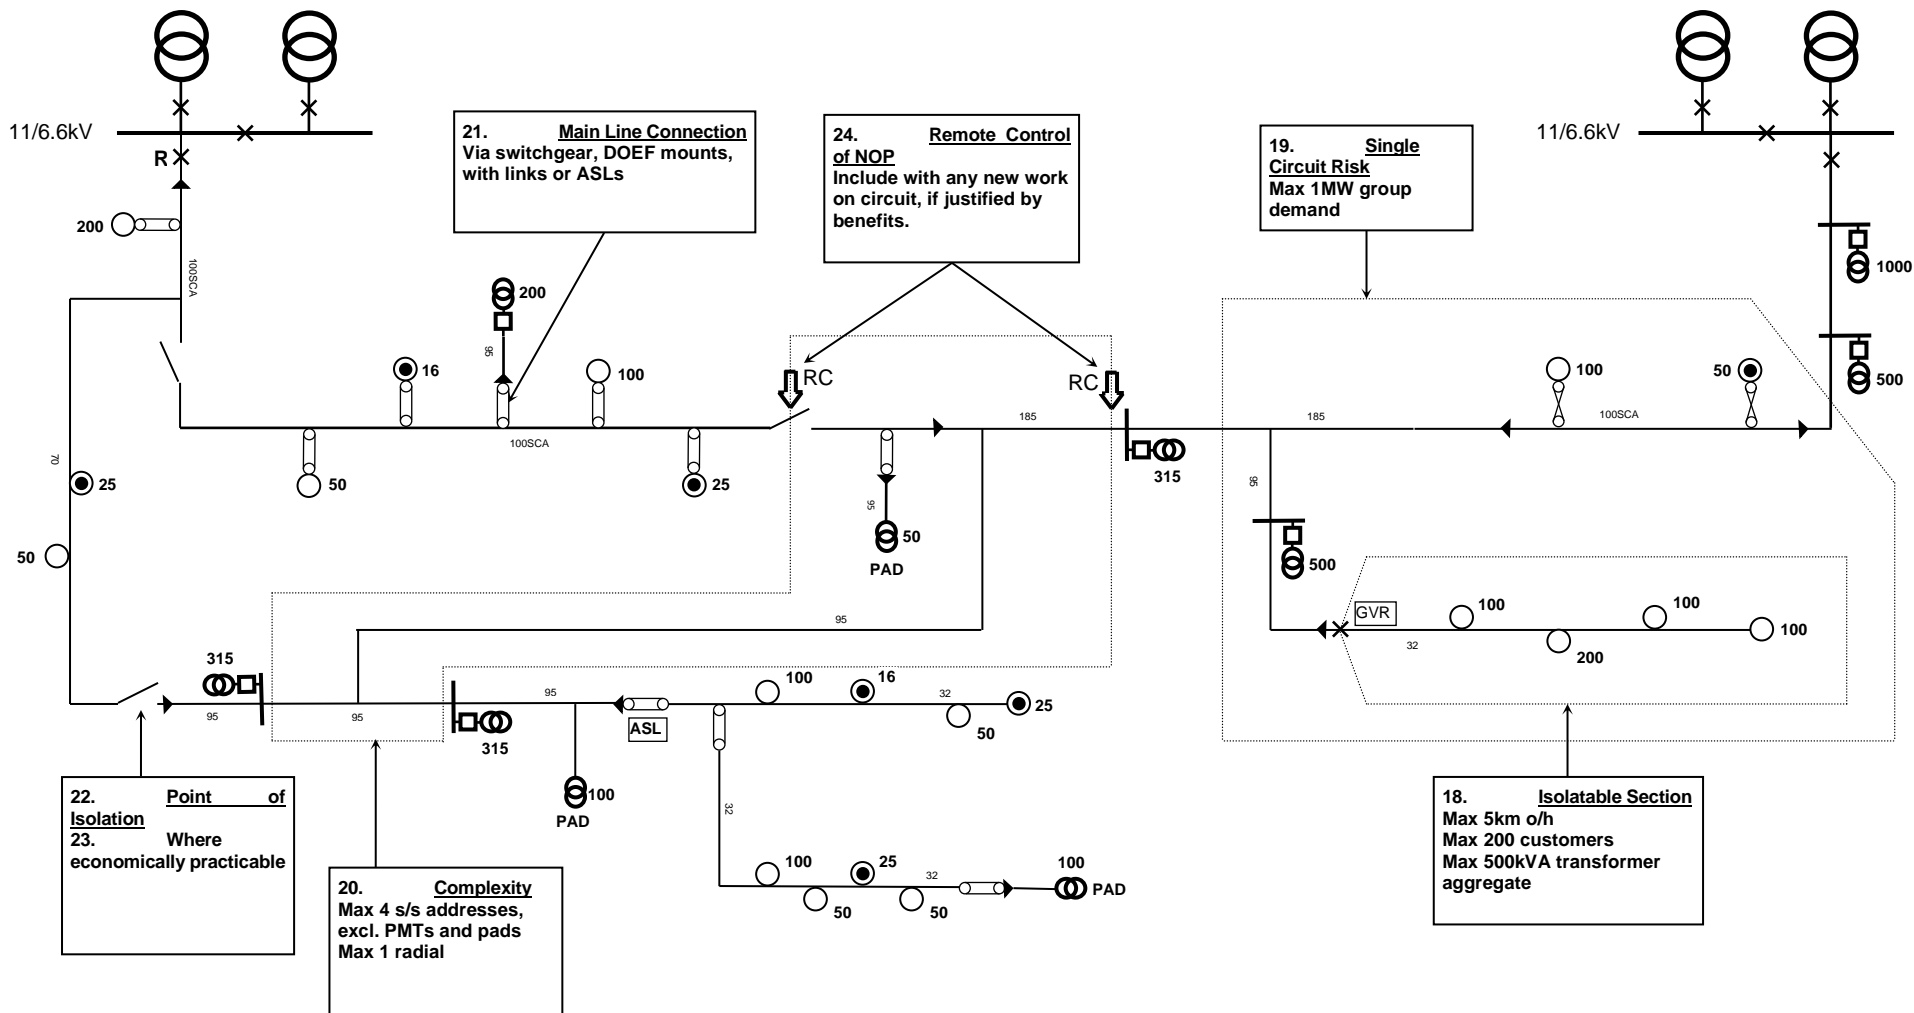 11/6.6kV
11/6.6kV
R
21. Main Line Connection
Via switchgear, DOEF mounts,
with links or ASLs
24. Remote Control
of NOP
Include with any new work
on circuit, if justified by
benefits.
19. Single
Circuit Risk
Max 1MW group
demand
200
100SCA
1000
200
95
16
100
RC
RC
100
50
500
185
185
100SCA
100SCA
70
25
50
25
315
95
50
PAD
95
500
50
GVR
100
100
100
32
200
95
315
95
95
95
315
100
16
32
25
50
ASL
100
PAD
32
22. Point of
Isolation
23. Where
economically practicable
18. Isolatable Section
Max 5km o/h
Max 200 customers
Max 500kVA transformer
aggregate
20. Complexity
Max 4 s/s addresses,
excl. PMTs and pads
Max 1 radial
100
25
32
50
50
100
PAD